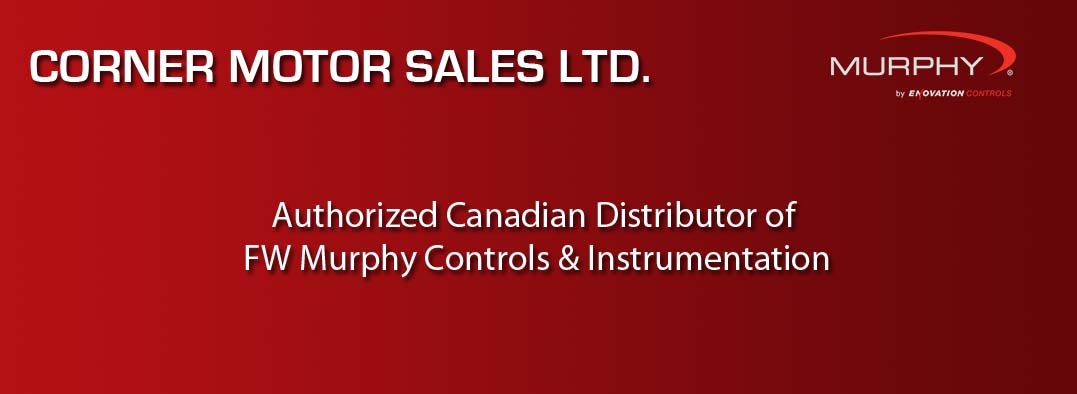 CORNER MOTOR SALES LTD.
MURPHY®
by ENOVATION CONTROLS
Authorized Canadian Distributor of
FW Murphy Controls & Instrumentation